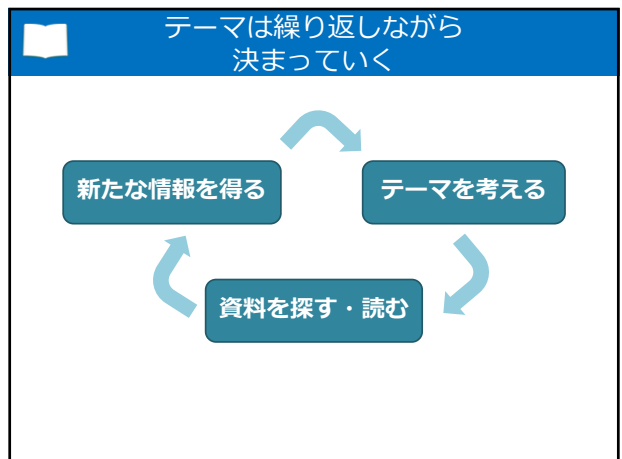 テーマは繰り返しながら
決まっていく
新たな情報を得る
テーマを考える
資料を探す・読む